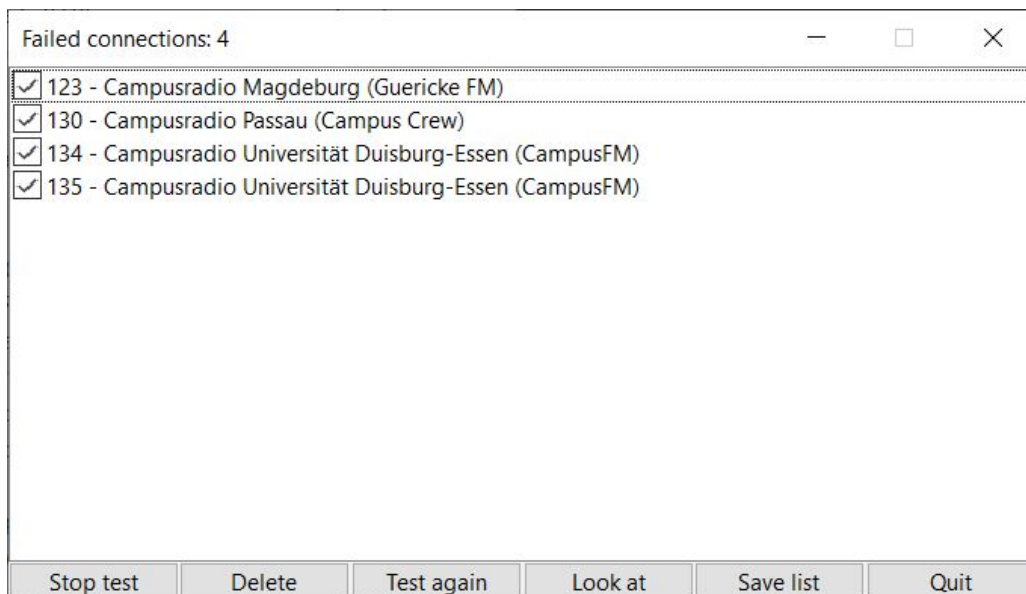 Failed connections: 4
123 - Campusradio Magdeburg (Guericke FM)
130 - Campusradio Passau (Campus Crew)
134 - Campusradio Universität Duisburg-Essen (CampusFM)
135 - Campusradio Universität Duisburg-Essen (CampusFM)
Stop test Delete Test again Look at Save list Quit